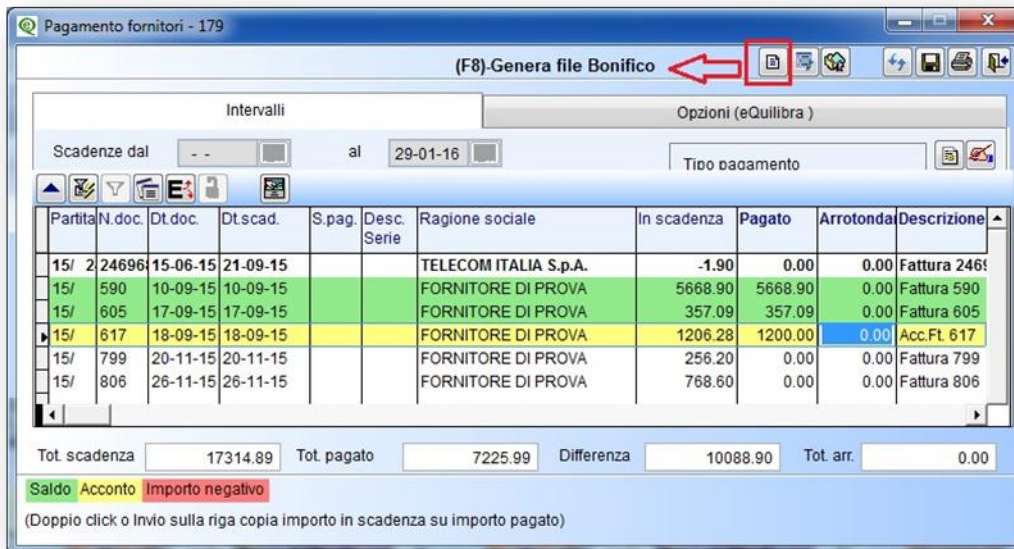 Pagamento fornitori - 179
(F8)-Genera file Bonifico
Intervalli
Opzioni (eQuilibra )
Scadenze dal - - al 29-01-16
Tipo pagamento
Partita N.doc. Dt.doc. Dt.scad. S.pag. Desc. Serie Ragione sociale In scadenza Pagato Arrotonda Descrizione
15/ 2 24696 15-06-15 21-09-15 TELECOM ITALIA S.p.A. -1.90 0.00 0.00 Fattura 2469
15/ 590 10-09-15 10-09-15 FORNITORE DI PROVA 5668.90 5668.90 0.00 Fattura 590
15/ 605 17-09-15 17-09-15 FORNITORE DI PROVA 357.09 357.09 0.00 Fattura 605
15/ 617 18-09-15 18-09-15 FORNITORE DI PROVA 1206.28 1200.00 0.00 Acc.Ft. 617
15/ 799 20-11-15 20-11-15 FORNITORE DI PROVA 256.20 0.00 0.00 Fattura 799
15/ 806 26-11-15 26-11-15 FORNITORE DI PROVA 768.60 0.00 0.00 Fattura 806
Tot. scadenza 17314.89 Tot. pagato 7225.99 Differenza 10088.90 Tot. arr. 0.00
Saldo Acconto Importo negativo
(Doppio click o Invio sulla riga copia importo in scadenza su importo pagato)